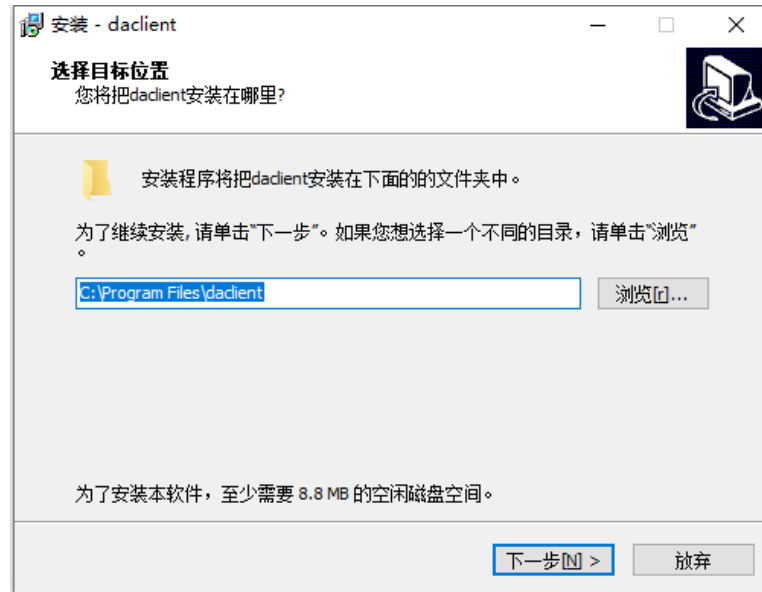 安装 - daclient
选择目标位置
您将把daclient安装在哪里?
安装程序将把daclient安装在下面的的文件夹中。
为了继续安装,请单击"下一步"。如果您想选择一个不同的目录，请单击"浏览"
。
C:\Program Files\daclient
浏览[r]...
为了安装本软件，至少需要 8.8 MB 的空闲磁盘空间。
下一步[N] >
放弃